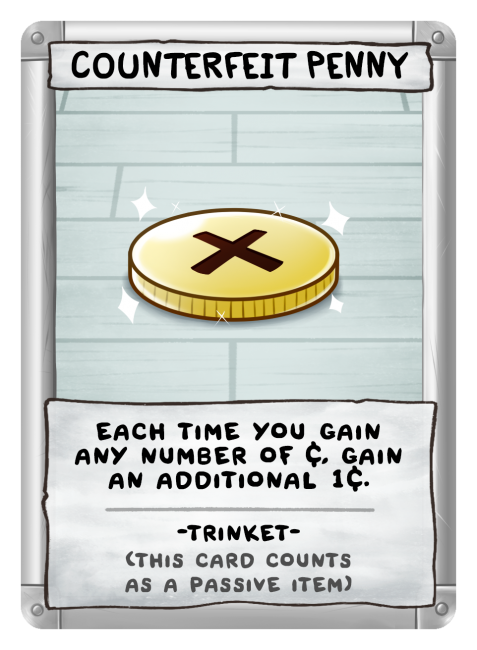 COUNTERFEIT PENNY
EACH TIME YOU GAIN
ANY NUMBER OF ¢, GAIN
AN ADDITIONAL 1¢.
-TRINKET-
(THIS CARD COUNTS
AS A PASSIVE ITEM)